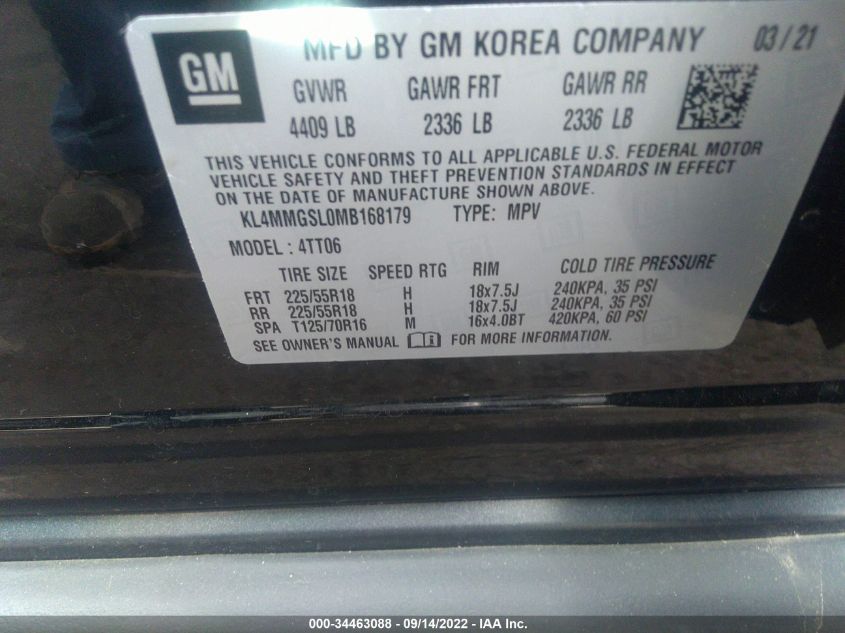 GM
MFD BY GM KOREA COMPANY 03/21
GVWR GAWR FRT GAWR RR
4409 LB 2336 LB 2336 LB
THIS VEHICLE CONFORMS TO ALL APPLICABLE U.S. FEDERAL MOTOR
VEHICLE SAFETY AND THEFT PREVENTION STANDARDS IN EFFECT
ON THE DATE OF MANUFACTURE SHOWN ABOVE.
KL4MMGSL0MB168179 TYPE: MPV
MODEL : 4TT06
TIRE SIZE SPEED RTG RIM COLD TIRE PRESSURE
FRT 225/55R18 H 18x7.5J 240KPA, 35 PSI
RR 225/55R18 H 18x7.5J 240KPA, 35 PSI
SPA T125/70R16 M 16x4.0BT 420KPA, 60 PSI
SEE OWNER'S MANUAL FOR MORE INFORMATION.
000-34463088 - 09/14/2022 - IAA Inc.